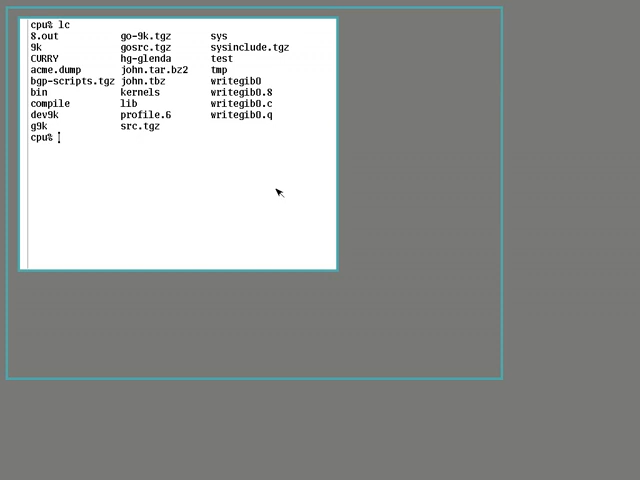 cpu% lc
8.out go-9k.tgz sys
9k gosrc.tgz sysinclude.tgz
CURRY hg-glenda test
acme.dump john.tar.bz2 tmp
bgp-scripts.tgz john.tbz writegib0
bin kernels writegib0.8
compile lib writegib0.c
dev9k profile.6 writegib0.q
g9k src.tgz
cpu%